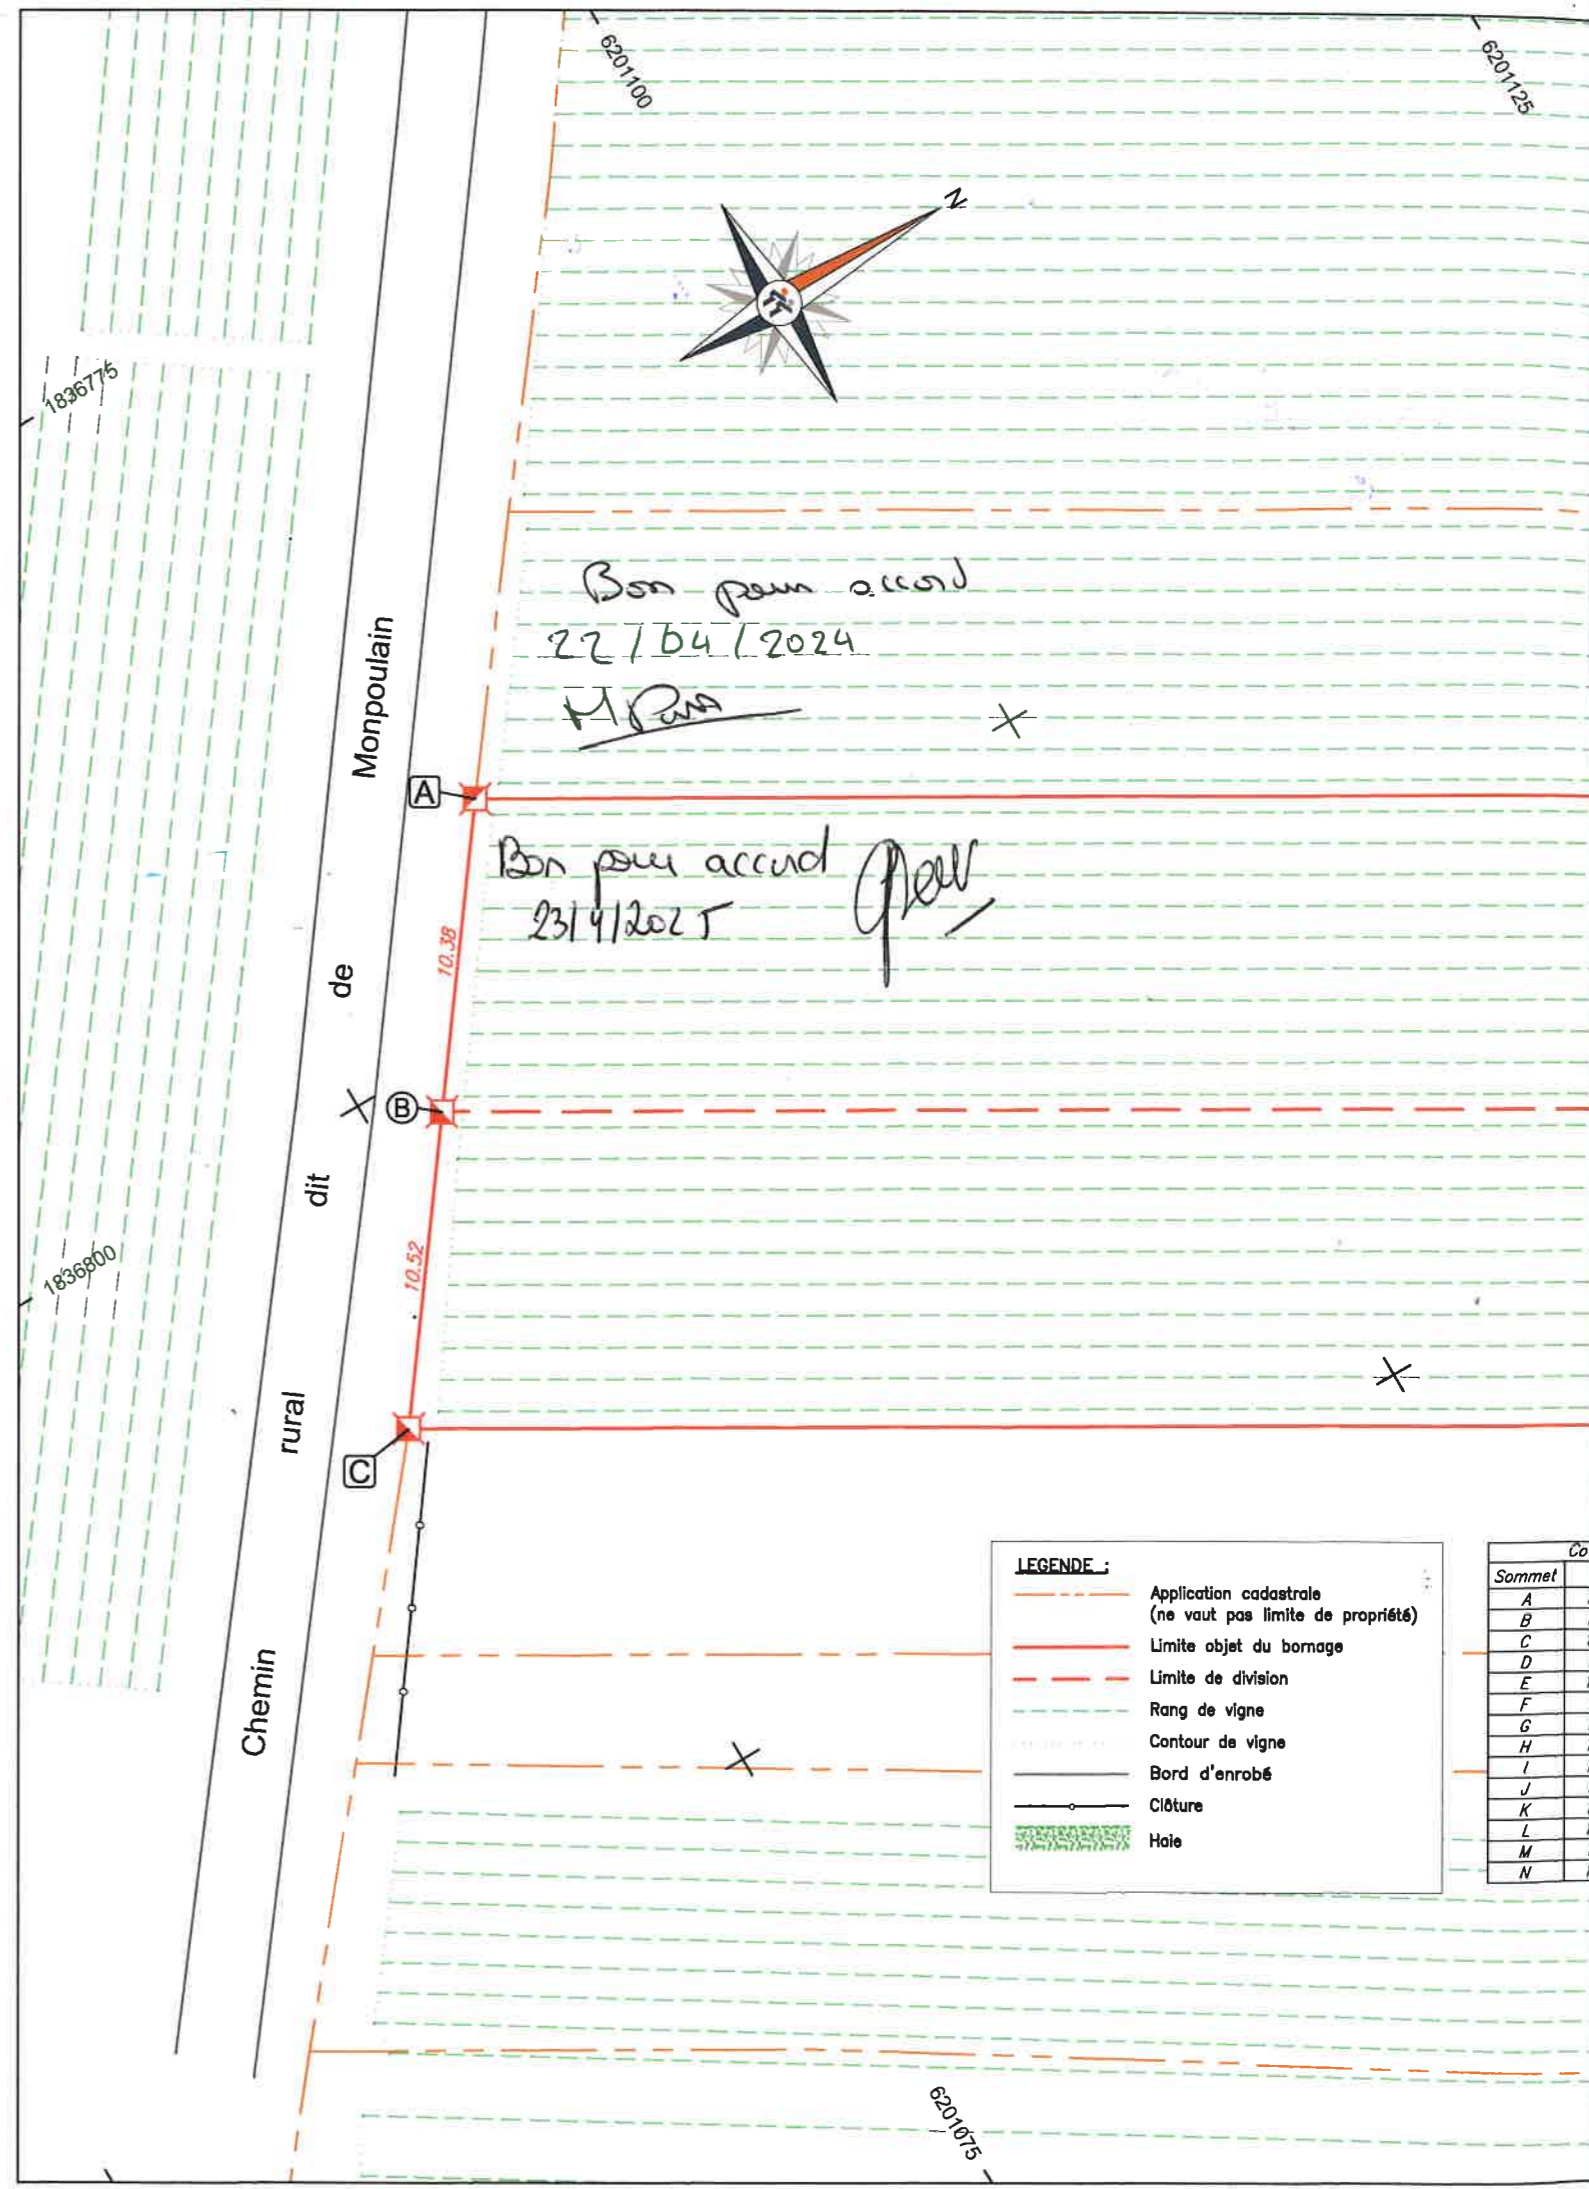 6201100
6201125
N
1836775
Bon pour accord
22/04/2024
Monpoulain
A
Bon pour accord
23/4/2025
10.38
de
B
dit
1836800
10.52
rural
C
Chemin
LEGENDE :
Application cadastrale
(ne vaut pas limite de propriété)
Limite objet du bornage
Limite de division
Rang de vigne
Contour de vigne
Bord d'enrobé
Clôture
Haie
Co
Sommet
A
B
C
D
E
F
G
H
I
J
K
L
M
N
6201075